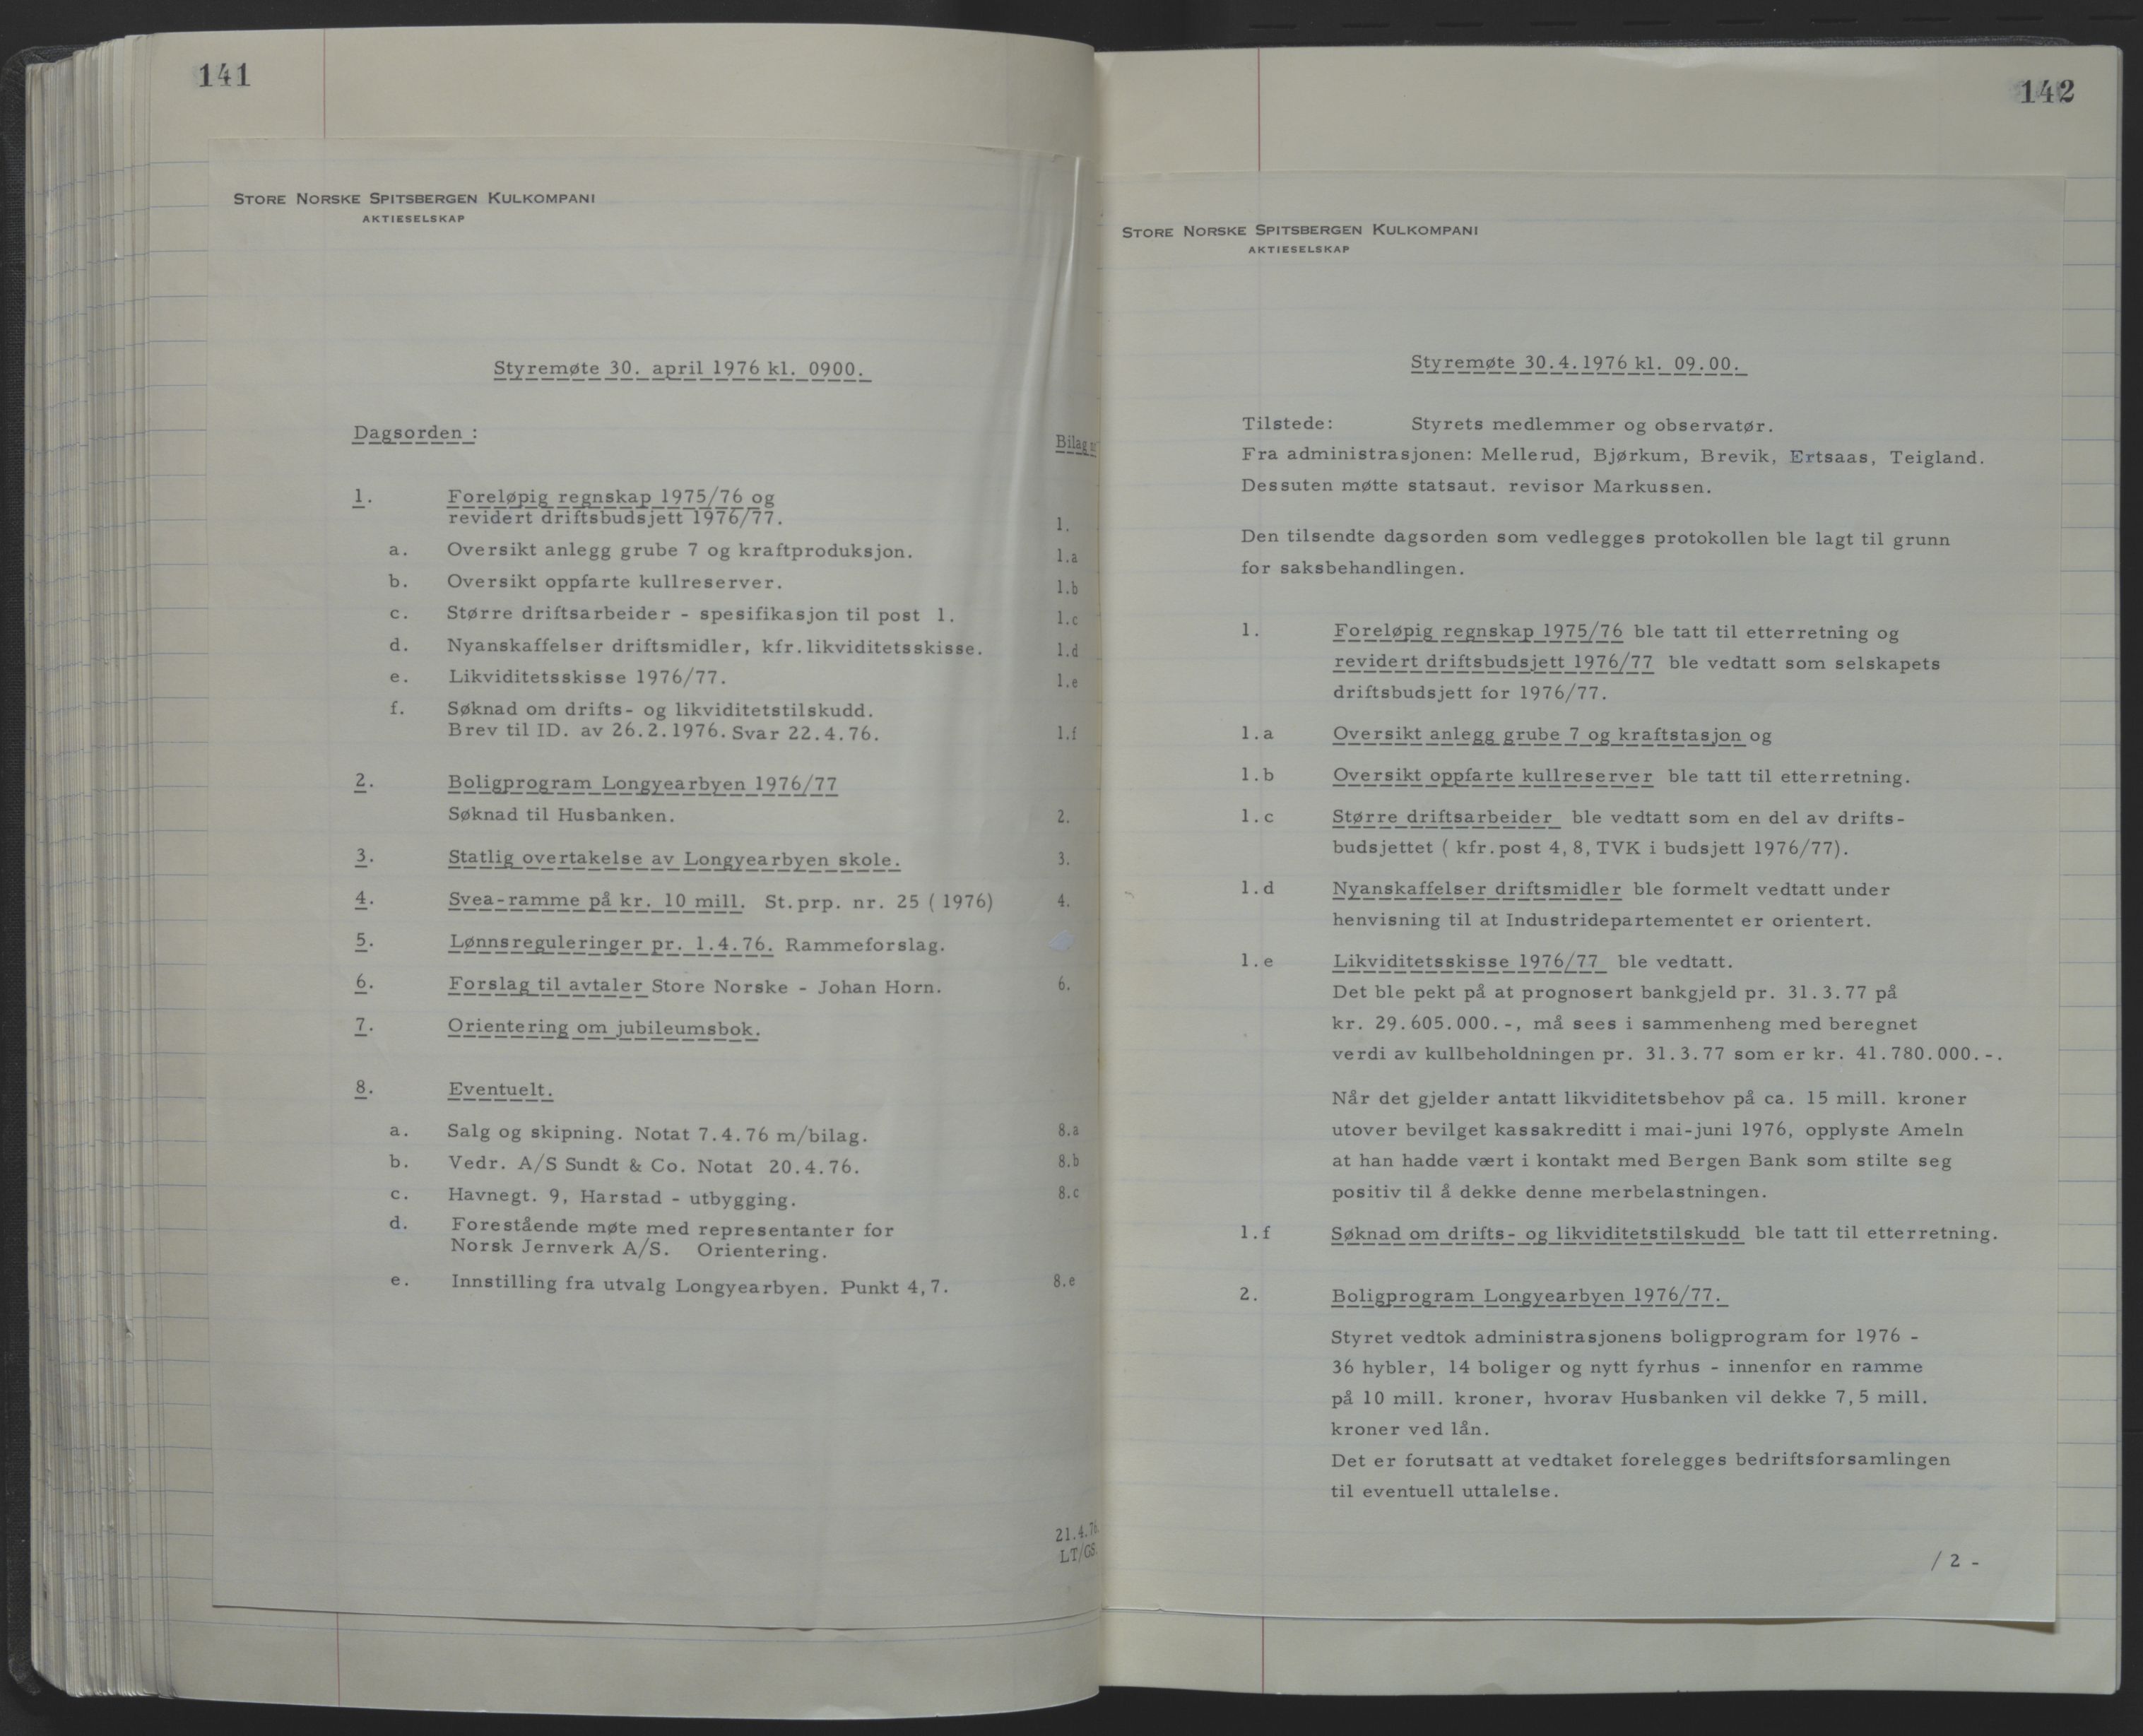 141
STORE NORSKE SPITSBERGEN KULKOMPANI
AKTIESELSKAP
Styremøte 30. april 1976 kl. 0900.
Dagsorden :
Bilag nr
1. Foreløpig regnskap 1975/76 og
revidert driftsbudsjett 1976/77. 1.
a. Oversikt anlegg grube 7 og kraftproduksjon. 1.a
b. Oversikt oppfarte kullreserver. 1.b
c. Større driftsarbeider - spesifikasjon til post 1. 1.c
d. Nyanskaffelser driftsmidler, kfr. likviditetsskisse. 1.d
e. Likviditetsskisse 1976/77. 1.e
f. Søknad om drifts- og likviditetstilskudd.
Brev til ID. av 26.2.1976. Svar 22.4.76. 1.f
2. Boligprogram Longyearbyen 1976/77
Søknad til Husbanken. 2.
3. Statlig overtakelse av Longyearbyen skole. 3.
4. Svea-ramme på kr. 10 mill. St.prp. nr. 25 ( 1976) 4.
5. Lønnsreguleringer pr. 1.4.76. Rammeforslag.
6. Forslag til avtaler Store Norske - Johan Horn. 6.
7. Orientering om jubileumsbok.
8. Eventuelt.
a. Salg og skipning. Notat 7.4.76 m/bilag. 8.a
b. Vedr. A/S Sundt & Co. Notat 20.4.76. 8.b
c. Havnegt. 9, Harstad - utbygging. 8.c
d. Forestående møte med representanter for
Norsk Jernverk A/S. Orientering.
e. Innstilling fra utvalg Longyearbyen. Punkt 4,7. 8.e
21.4.76.
LT/GS.
142
STORE NORSKE SPITSBERGEN KULKOMPANI
AKTIESELSKAP
Styremøte 30.4.1976 kl. 09.00.
Tilstede: Styrets medlemmer og observatør.
Fra administrasjonen: Mellerud, Bjørkum, Brevik, Ertsaas, Teigland.
Dessuten møtte statsaut. revisor Markussen.
Den tilsendte dagsorden som vedlegges protokollen ble lagt til grunn
for saksbehandlingen.
1. Foreløpig regnskap 1975/76 ble tatt til etterretning og
revidert driftsbudsjett 1976/77 ble vedtatt som selskapets
driftsbudsjett for 1976/77.
1.a Oversikt anlegg grube 7 og kraftstasjon og
1.b Oversikt oppfarte kullreserver ble tatt til etterretning.
1.c Større driftsarbeider ble vedtatt som en del av drifts-
budsjettet ( kfr. post 4, 8, TVK i budsjett 1976/77).
1.d Nyanskaffelser driftsmidler ble formelt vedtatt under
henvisning til at Industridepartementet er orientert.
1.e Likviditetsskisse 1976/77 ble vedtatt.
Det ble pekt på at prognosert bankgjeld pr. 31.3.77 på
kr. 29.605.000.-, må sees i sammenheng med beregnet
verdi av kullbeholdningen pr. 31.3.77 som er kr. 41.780.000.-.
Når det gjelder antatt likviditetsbehov på ca. 15 mill. kroner
utover bevilget kassakreditt i mai-juni 1976, opplyste Ameln
at han hadde vært i kontakt med Bergen Bank som stilte seg
positiv til å dekke denne merbelastningen.
1.f Søknad om drifts- og likviditetstilskudd ble tatt til etterretning.
2. Boligprogram Longyearbyen 1976/77.
Styret vedtok administrasjonens boligprogram for 1976 -
36 hybler, 14 boliger og nytt fyrhus - innenfor en ramme
på 10 mill. kroner, hvorav Husbanken vil dekke 7,5 mill.
kroner ved lån.
Det er forutsatt at vedtaket forelegges bedriftsforsamlingen
til eventuell uttalelse.
/ 2 -